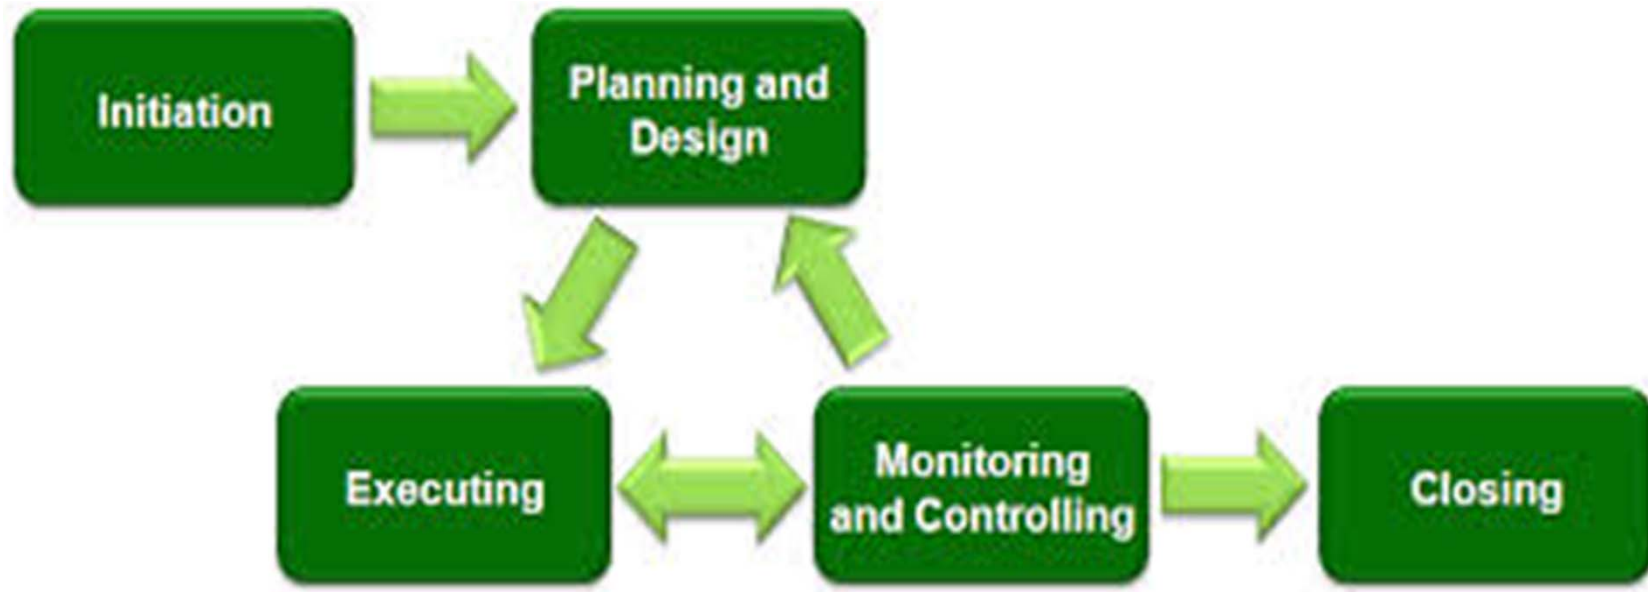 Initiation
Planning and
Design
Executing
Monitoring
and Controlling
Closing